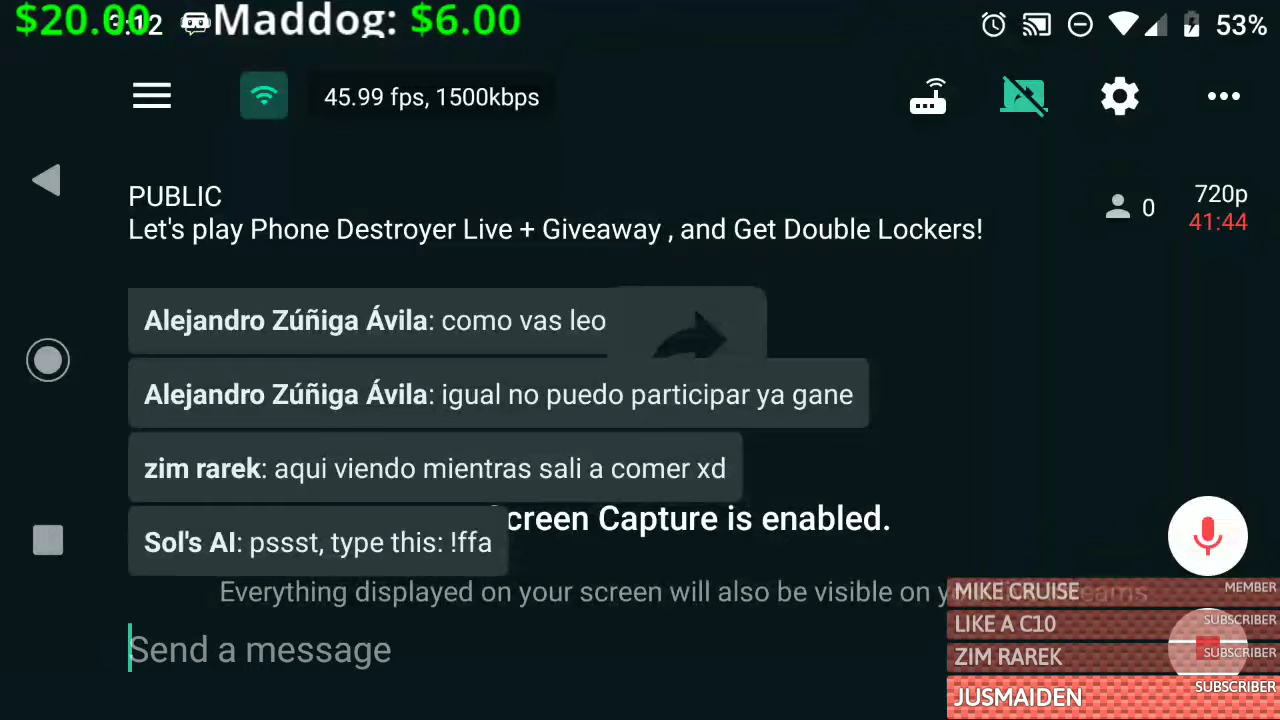 $20.00 3:12 Maddog: $6.00 53%
45.99 fps, 1500kbps
PUBLIC
Let's play Phone Destroyer Live + Giveaway , and Get Double Lockers!
0
720p
41:44
Alejandro Zúñiga Ávila: como vas leo
Alejandro Zúñiga Ávila: igual no puedo participar ya gane
zim rarek: aqui viendo mientras sali a comer xd
Screen Capture is enabled.
Sol's AI: pssst, type this: !ffa
Everything displayed on your screen will also be visible on
MIKE CRUISE MEMBER
LIKE A C10 SUBSCRIBER
ZIM RAREK SUBSCRIBER
JUSMAIDEN SUBSCRIBER
Send a message